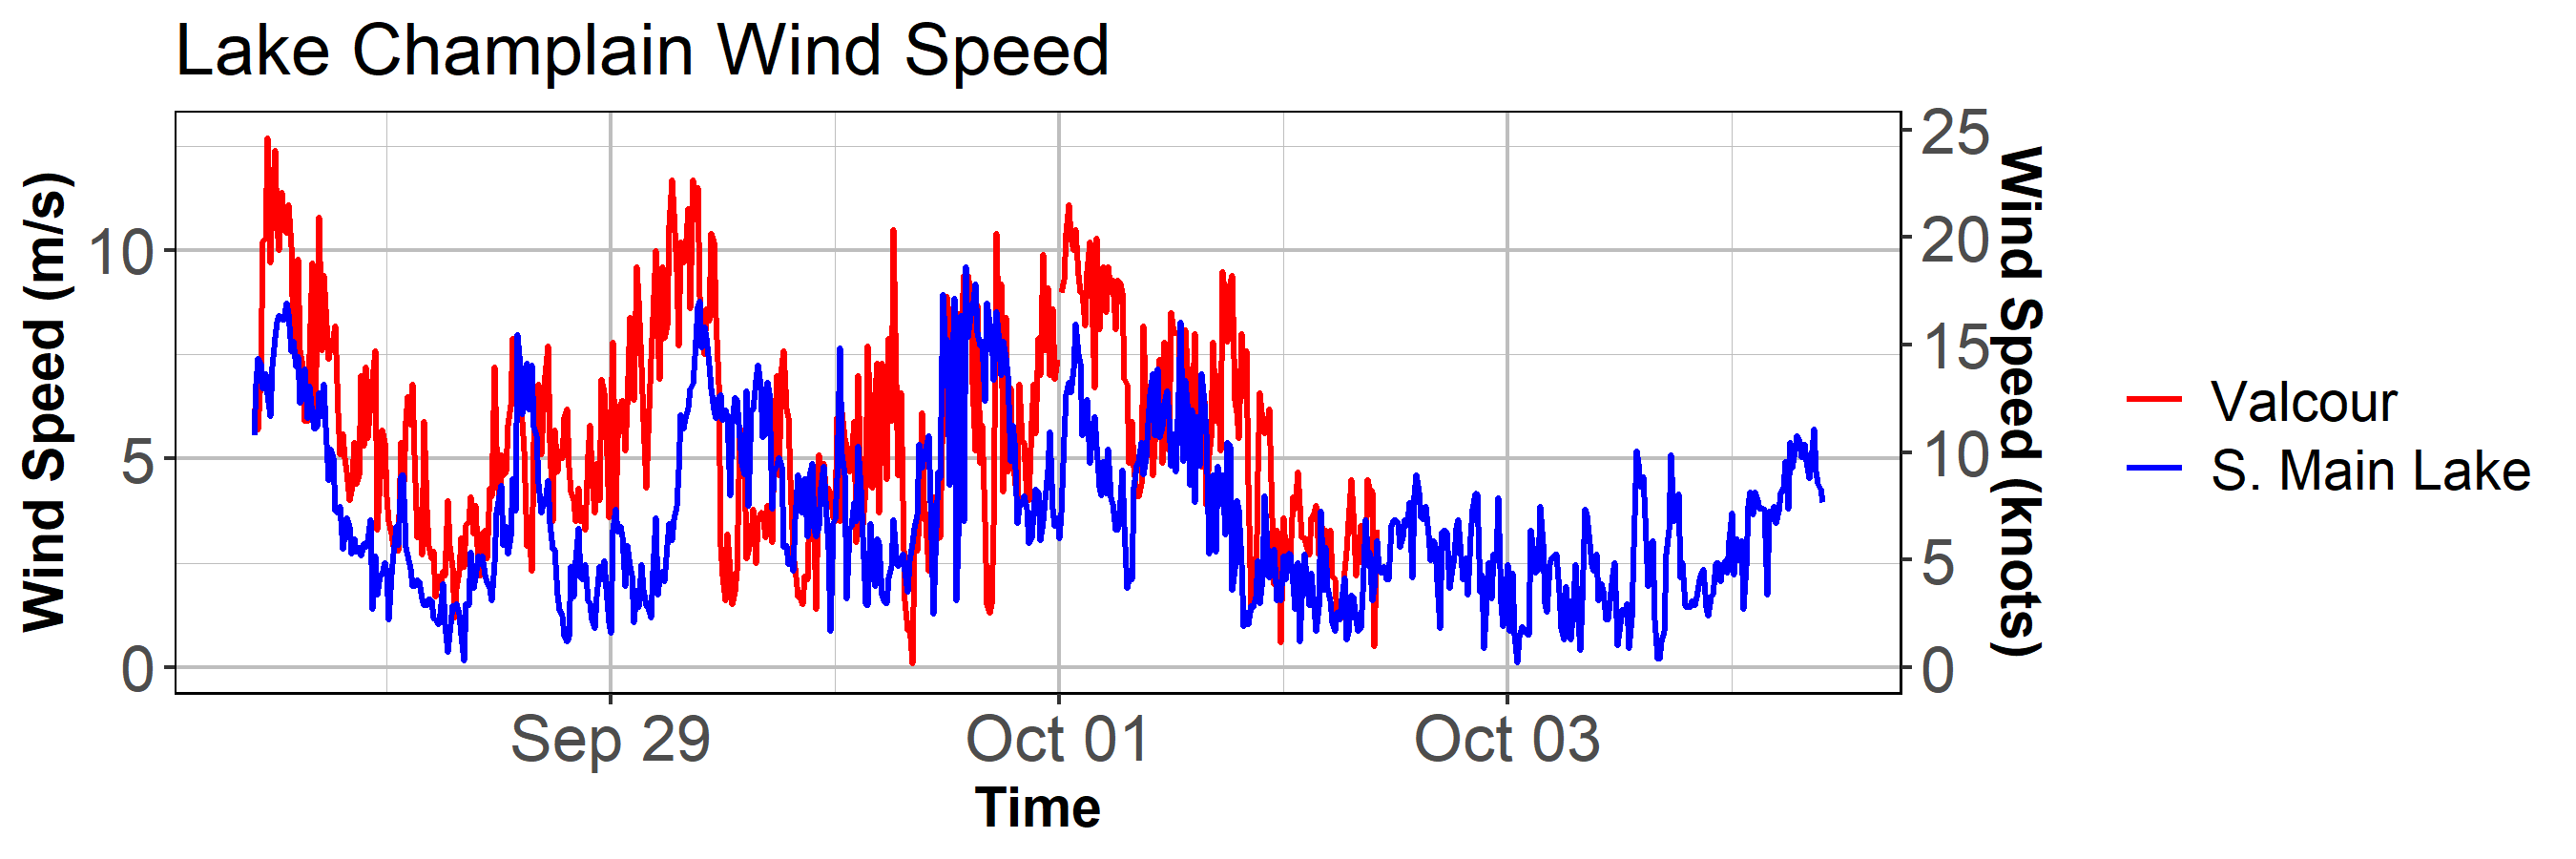 Lake Champlain Wind Speed
Wind Speed (m/s)
10
5
0
25
20
15
10
5
0
Wind Speed (knots)
Sep 29
Oct 01
Oct 03
Time
Valcour
S. Main Lake